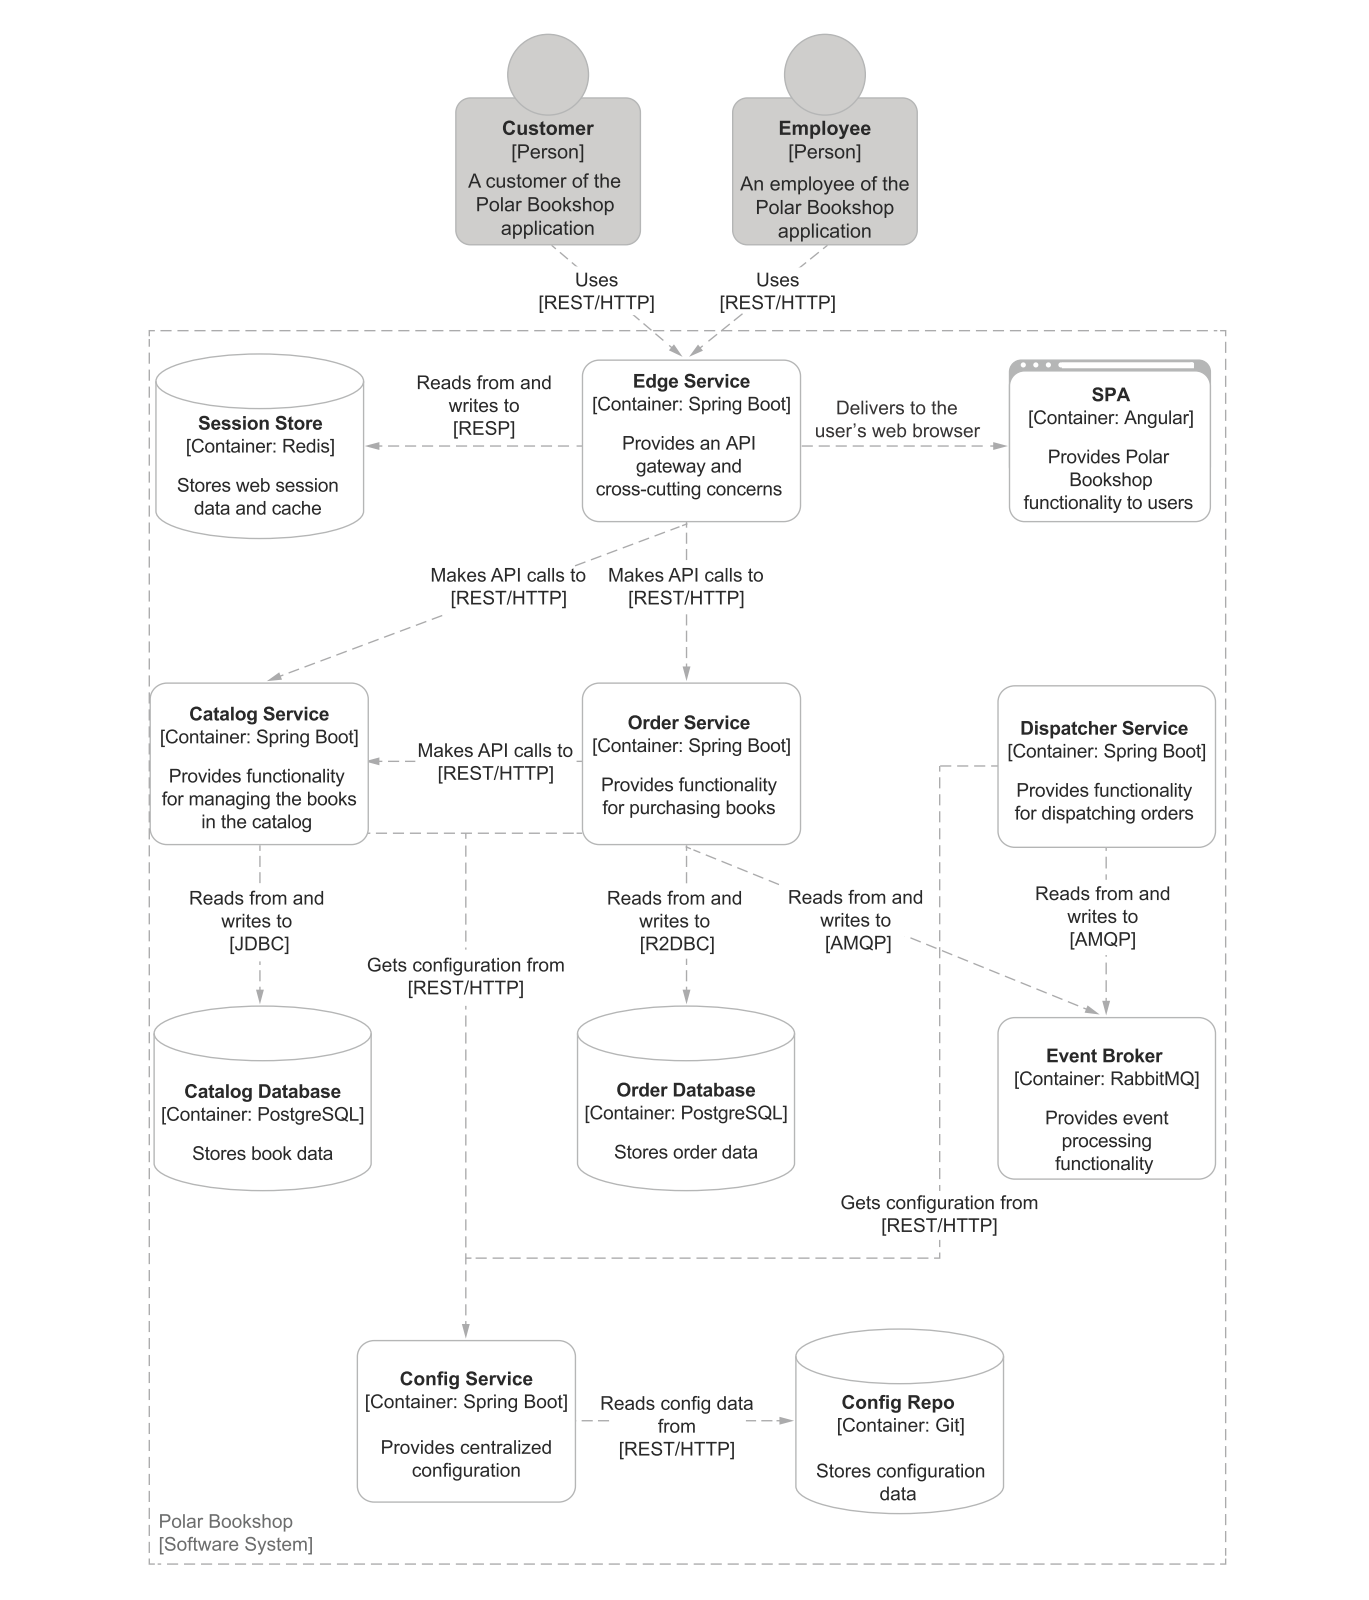 Customer
[Person]
A customer of the
Polar Bookshop
application
Employee
[Person]
An employee of the
Polar Bookshop
application
Uses
[REST/HTTP]
Uses
[REST/HTTP]
Session Store
[Container: Redis]
Stores web session
data and cache
Reads from and
writes to
[RESP]
Edge Service
[Container: Spring Boot]
Provides an API
gateway and
cross-cutting concerns
Delivers to the
user’s web browser
SPA
[Container: Angular]
Provides Polar
Bookshop
functionality to users
Makes API calls to
[REST/HTTP]
Makes API calls to
[REST/HTTP]
Catalog Service
[Container: Spring Boot]
Provides functionality
for managing the books
in the catalog
Makes API calls to
[REST/HTTP]
Order Service
[Container: Spring Boot]
Provides functionality
for purchasing books
Dispatcher Service
[Container: Spring Boot]
Provides functionality
for dispatching orders
Reads from and
writes to
[JDBC]
Gets configuration from
[REST/HTTP]
Reads from and
writes to
[R2DBC]
Reads from and
writes to
[AMQP]
Reads from and
writes to
[AMQP]
Catalog Database
[Container: PostgreSQL]
Stores book data
Order Database
[Container: PostgreSQL]
Stores order data
Event Broker
[Container: RabbitMQ]
Provides event
processing
functionality
Gets configuration from
[REST/HTTP]
Config Service
[Container: Spring Boot]
Provides centralized
configuration
Reads config data
from
[REST/HTTP]
Config Repo
[Container: Git]
Stores configuration
data
Polar Bookshop
[Software System]